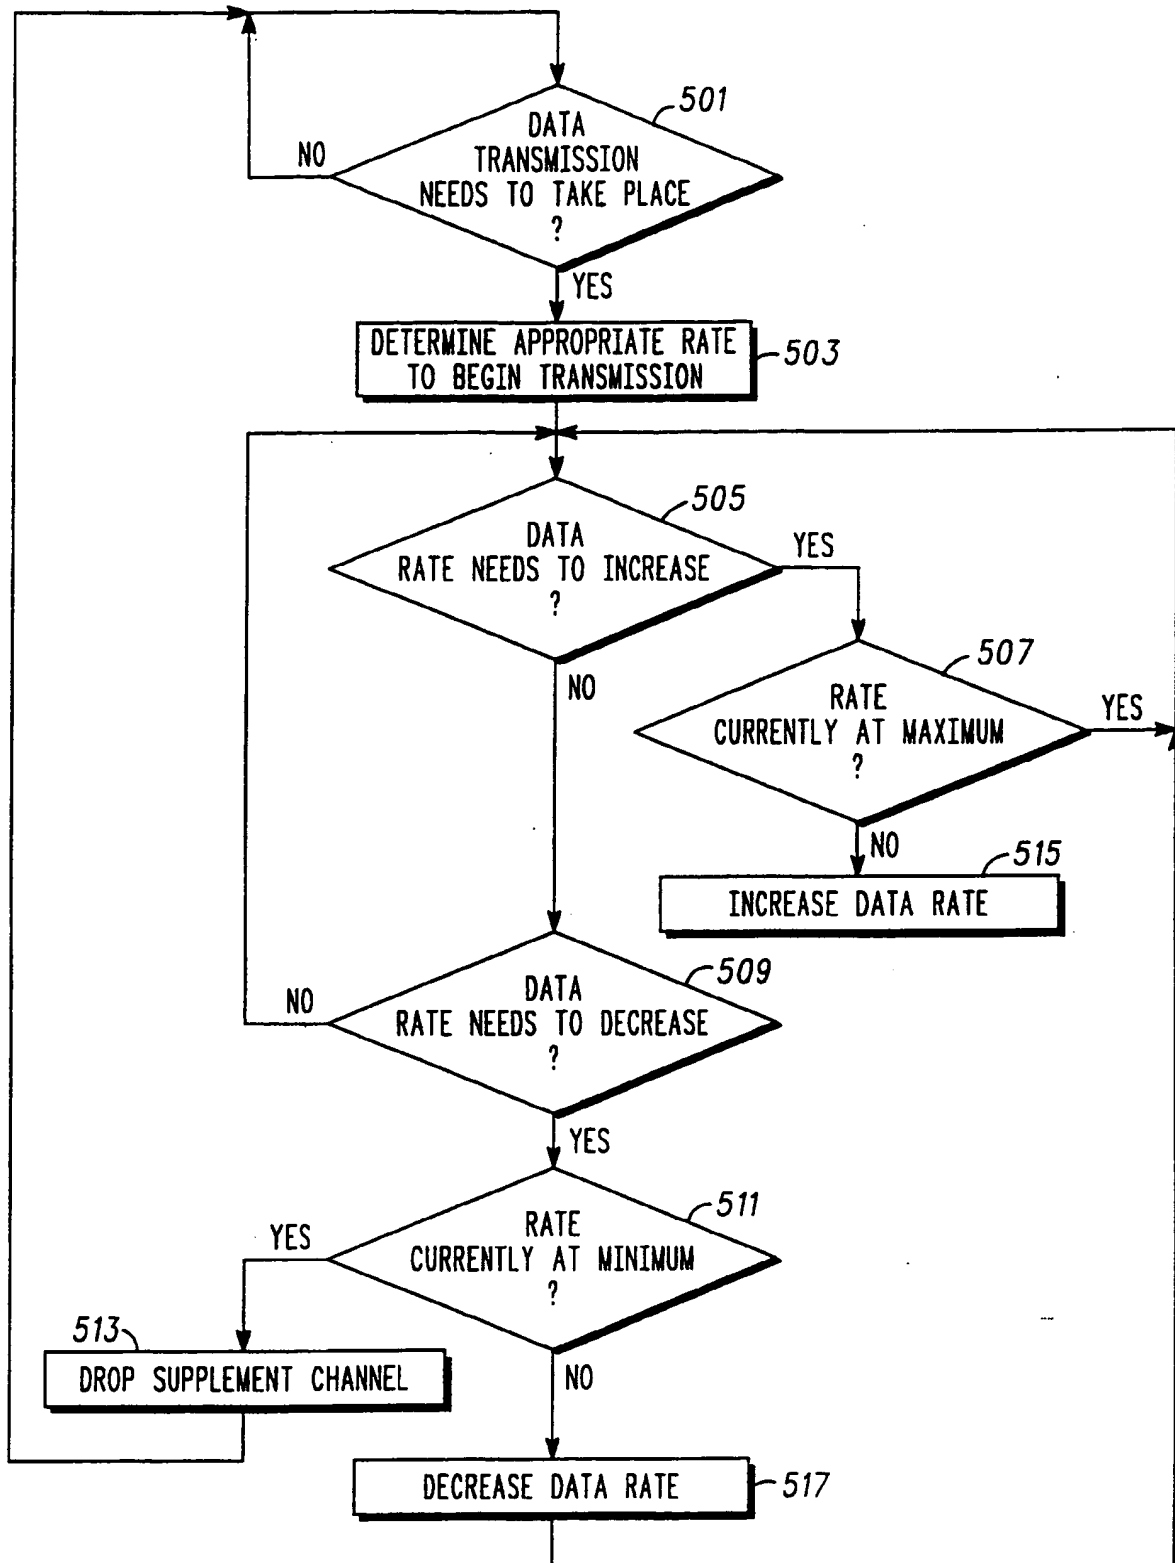 501
DATA
TRANSMISSION
NEEDS TO TAKE PLACE
?
NO
YES
DETERMINE APPROPRIATE RATE
TO BEGIN TRANSMISSION
503
505
DATA
RATE NEEDS TO INCREASE
?
YES
NO
507
RATE
CURRENTLY AT MAXIMUM
?
YES
NO
515
INCREASE DATA RATE
509
DATA
RATE NEEDS TO DECREASE
?
NO
YES
511
RATE
CURRENTLY AT MINIMUM
?
YES
NO
513
DROP SUPPLEMENT CHANNEL
DECREASE DATA RATE
517